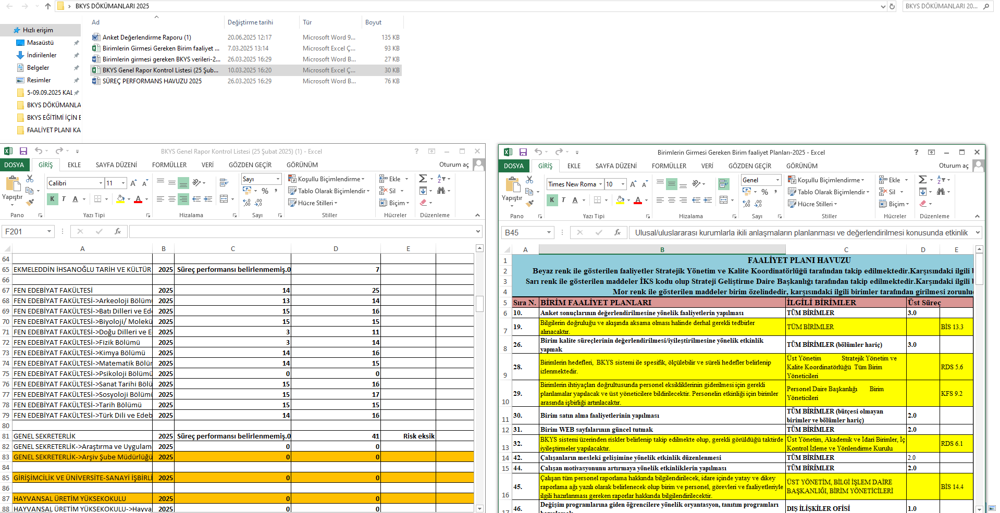 BKYS DÖKÜMANLARI 2025
BKYS DÖKÜMANLARI 20...
Ad
Değiştirme tarihi
Tür
Boyut
Hızlı erişim
Masaüstü
İndirilenler
Belgeler
Resimler
5-09.09.2025 KAL
BKYS DÖKÜMANLA
BKYS EĞİTİMİ İÇİN E
FAALİYET PLANI KA
Anket Değerlendirme Raporu (1) 20.06.2025 12:17 Microsoft Word 9... 135 KB
Birimlerin Girmesi Gereken Birim faaliyet ... 7.03.2025 13:14 Microsoft Excel Ç... 93 KB
Birimlerin girmesi gereken BKYS verileri-2... 26.03.2025 16:29 Microsoft Word B... 27 KB
BKYS Genel Rapor Kontrol Listesi (25 Şub... 10.03.2025 16:20 Microsoft Excel Ç... 30 KB
SÜREÇ PERFORMANS HAVUZU 2025 26.03.2025 16:29 Microsoft Word B... 76 KB
BKYS Genel Rapor Kontrol Listesi (25 Şubat 2025) (1) - Excel
DOSYA GİRİŞ EKLE SAYFA DÜZENİ FORMÜLLER VERİ GÖZDEN GEÇİR GÖRÜNÜM Oturum aç
Calibri 11 Sayı Koşullu Biçimlendirme Ekle
Yapıştır Tablo Olarak Biçimlendir Sil
K T A Hücre Stilleri Biçim
Pano Yazı Tipi Hizalama Sayı Stiller Hücreler Düzenleme
F201
A B C D E
64
65 EKMELEDDİN İHSANOĞLU TARİH VE KÜLTÜR 2025 Süreç performansı belirlenmemiş.0 7
66
67 FEN EDEBİYAT FAKÜLTESİ 2025 14 25
68 FEN EDEBİYAT FAKÜLTESİ->Arkeoloji Bölümü 2025 13 14
69 FEN EDEBİYAT FAKÜLTESİ->Batı Dilleri ve Ede 2025 15 16
70 FEN EDEBİYAT FAKÜLTESİ->Biyoloji/ Molekü 2025 15 15
71 FEN EDEBİYAT FAKÜLTESİ->Doğu Dilleri ve E 2025 3 11
72 FEN EDEBİYAT FAKÜLTESİ->Fizik Bölümü 2025 3 14
73 FEN EDEBİYAT FAKÜLTESİ->Kimya Bölümü 2025 14 16
74 FEN EDEBİYAT FAKÜLTESİ->Matematik Bölür 2025 14 15
75 FEN EDEBİYAT FAKÜLTESİ->Psikoloji Bölümü 2025 0 0
76 FEN EDEBİYAT FAKÜLTESİ->Sanat Tarihi Bölü 2025 15 16
77 FEN EDEBİYAT FAKÜLTESİ->Sosyoloji Bölümü 2025 15 17
78 FEN EDEBİYAT FAKÜLTESİ->Tarih Bölümü 2025 15 15
79 FEN EDEBİYAT FAKÜLTESİ->Türk Dili ve Edeb 2025 14 16
80
81 GENEL SEKRETERLİK 2025 Süreç performansı belirlenmemiş.0 41 Risk eksik
82 GENEL SEKRETERLİK->Araştırma ve Uygulama 2025 0 0
83 GENEL SEKRETERLİK->Arşiv Şube Müdürlüğü 2025 0 0
84
85 GİRİŞİMCİLİK VE ÜNİVERSİTE-SANAYİ İŞBİRLİ 2025 0 0
86
87 HAYVANSAL ÜRETİM YÜKSEKOKULU 2025 0 0
88 HAYVANSAL ÜRETİM YÜKSEKOKULU->Hayva 2025 0 0
Birimlerin Girmesi Gereken Birim faaliyet Planları-2025 - Excel
DOSYA GİRİŞ EKLE SAYFA DÜZENİ FORMÜLLER VERİ GÖZDEN GEÇİR GÖRÜNÜM Oturum aç
Times New Roma 10 Genel Koşullu Biçimlendirme Ekle
Yapıştır Tablo Olarak Biçimlendir Sil
K T A Hücre Stilleri Biçim
Pano Yazı Tipi Hizalama Sayı Stiller Hücreler Düzenleme
B45 Ulusal/uluslararası kurumlarla ikili anlaşmaların planlanması ve değerlendirilmesi konusunda etkinlik
A B C D E
1 FAALİYET PLANI HAVUZU
2 Beyaz renk ile gösterilen faaliyetler Stratejik Yönetim ve Kalite Koordinatörlüğü tarafından takip edilmektedir.Karşısındaki ilgili b
3 Sarı renk ile gösterilen maddeler İKS kodu olup Strateji Geliştirme Daire Başkanlığı tarafından takip edilmektedir.Karşısındaki ilgili b
4 Mor renk ile gösterilen maddeler birim özelindedir, karşısındaki ilgili birimler tarafından girilmesi zorunlu
5 Sıra N. BİRİM FAALİYET PLANLARI İLGİLİ BİRİMLER Üst Süreç
6 10. Anket sonuçlarının değerlendirilmesine yönelik faaliyetlerin yapılması TÜM BİRİMLER 3.0
7 19. Bilgilerin doğruluğu ve akışında aksama olması halinde derhal gerekli tedbirler alınacaktır. TÜM BİRİMLER BİS 13.3
8 26. Birim kalite süreçlerinin değerlendirilmesi/iyileştirilmesine yönelik etkinlik yapmak TÜM BİRİMLER (bölümler hariç) 3.0
9 28. Birimlerin hedefleri, BKYS sistemi ile spesifik, ölçülebilir ve süreli hedefler belirlenip izlenmektedir. Üst Yönetim Stratejik Yönetim ve Kalite Koordinatörlüğü Tüm Birim Yöneticileri RDS 5.6
10 29. Birimlerin ihtiyaçları doğrultusunda personel eksikliklerinin giderilmesi için gerekli planlamalar yapılacak ve üst yöneticilere bildirilecektir. Personelin etkinliği için birimler arasında işbirliği artırılacaktır. Personel Daire Başkanlığı Birim Yöneticileri KFS 9.2
11 30. Birim satın alma faaliyetlerinin yapılması TÜM BİRİMLER (bütçesi olmayan birimler ve bölümler hariç) 2.0
12 31. Birim WEB sayfalarının güncel tutmak TÜM BİRİMLER 2.0
13 32. BKYS sistemi üzerinden riskler belirlenip takip edilmekte olup, gerekli görüldüğü taktirde iyileştirmeler yapılacaktır. Üst Yönetim, Akademik ve İdari Birimler, İç Kontrol İzleme ve Yönlendirme Kurulu RDS 6.1
14 42. Çalışanların mesleki gelişimine yönelik etkinlik düzenlenmesi TÜM BİRİMLER 2.0
15 44. Çalışan motivasyonunu artırmaya yönelik etkinliklerin yapılması TÜM BİRİMLER 2.0
16 45. Çalışan tüm personel raporlama hakkında bilgilendirilecek, idare içinde yatay ve dikey raporlama ağı yazılı olarak belirlenecek olup birim ve personel, görevleri ve faaliyetleriyle ilgili hazırlanması gereken raporlar hakkında bilgilendirilecektir. ÜST YÖNETİM, BİLGİ İŞLEM DAİRE BAŞKANLIĞI, BİRİM YÖNETİCİLERİ BİS 14.4
17 46. Değişim programlarına giden öğrencilere yönelik oryantasyon, tanıtım programları DIŞ İLİŞKİLER OFİSİ 1.0